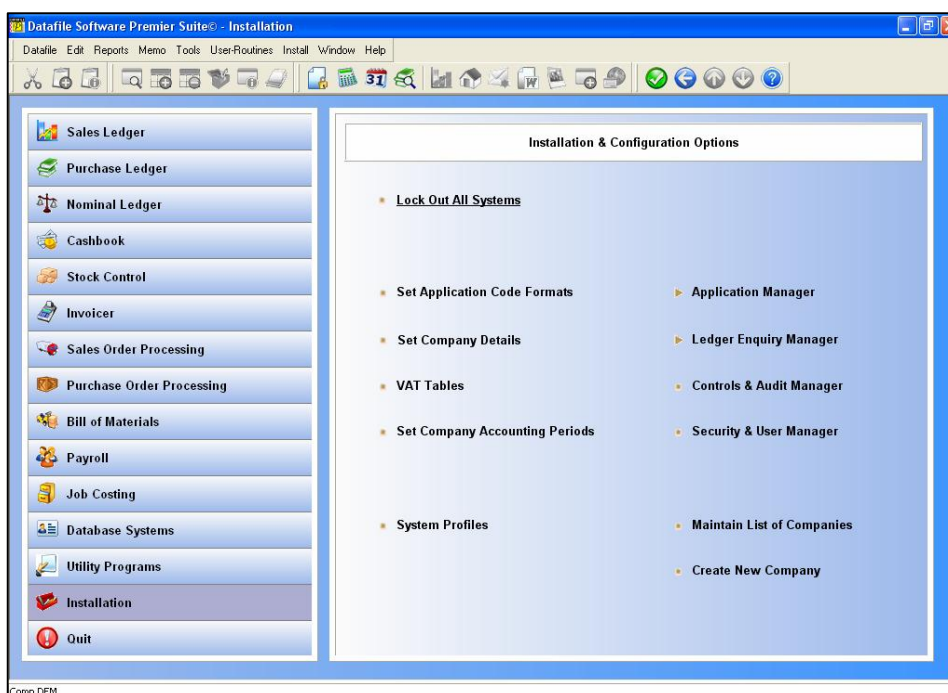 Datafile Software Premier Suite© - Installation
Datafile Edit Reports Memo Tools User-Routines Install Window Help
31
Sales Ledger
Purchase Ledger
Nominal Ledger
Cashbook
Stock Control
Invoicer
Sales Order Processing
Purchase Order Processing
Bill of Materials
Payroll
Job Costing
Database Systems
Utility Programs
Installation
Quit
Installation & Configuration Options
Lock Out All Systems
Set Application Code Formats
Application Manager
Set Company Details
Ledger Enquiry Manager
VAT Tables
Controls & Audit Manager
Set Company Accounting Periods
Security & User Manager
System Profiles
Maintain List of Companies
Create New Company
Comp DEM